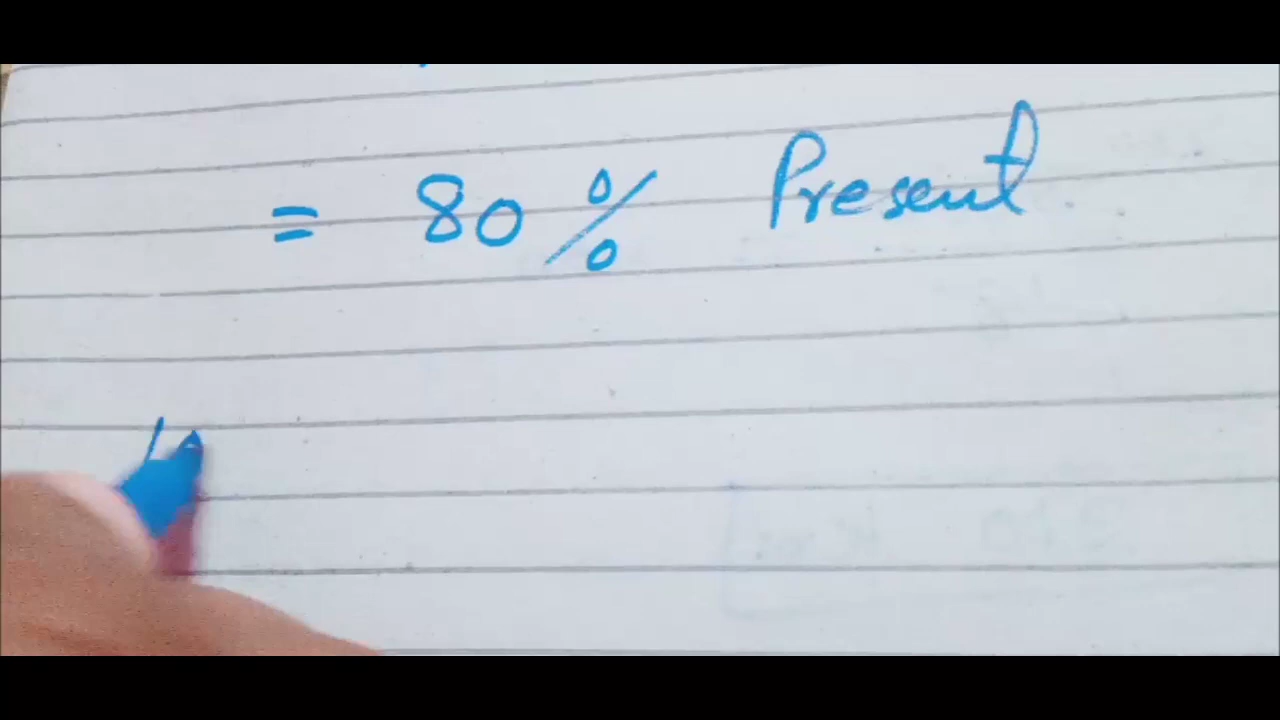 = 80 % Present